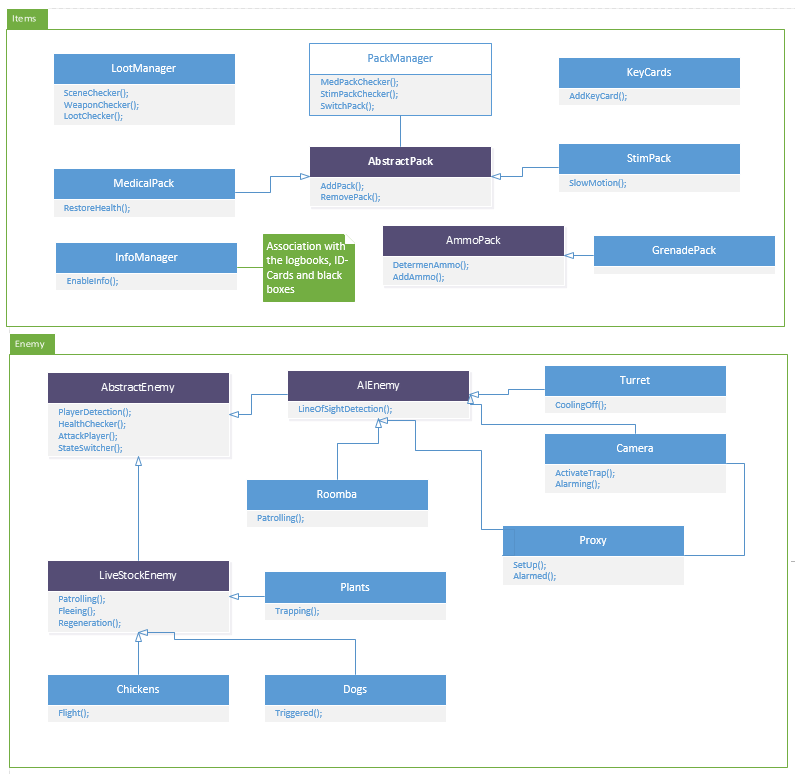 Items
LootManager
SceneChecker();
WeaponChecker();
LootChecker();
PackManager
MedPackChecker();
StimPackChecker();
SwitchPack();
KeyCards
AddKeyCard();
AbstractPack
AddPack();
RemovePack();
MedicalPack
RestoreHealth();
StimPack
SlowMotion();
InfoManager
EnableInfo();
Association with
the logbooks, ID-
Cards and black
boxes
AmmoPack
DetermenAmmo();
AddAmmo();
GrenadePack
Enemy
AbstractEnemy
PlayerDetection();
HealthChecker();
AttackPlayer();
StateSwitcher();
AIEnemy
LineOfSightDetection();
Turret
CoolingOff();
Camera
ActivateTrap();
Alarming();
Roomba
Patrolling();
Proxy
SetUp();
Alarmed();
LiveStockEnemy
Patrolling();
Fleeing();
Regeneration();
Plants
Trapping();
Chickens
Flight();
Dogs
Triggered();